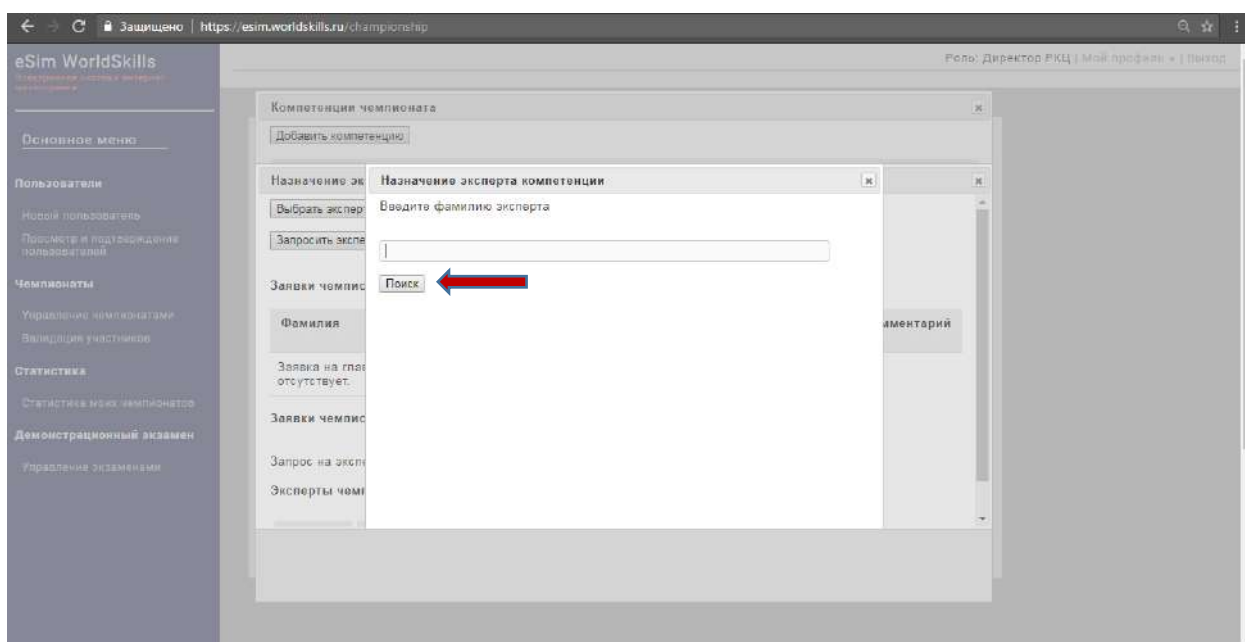 Защищено | https://esim.worldskills.ru/championship
eSim WorldSkills
Роль: Директор РКЦ | Мой профиль | Выход
Основное меню
Пользователи
Новый пользователь
Просмотр и подтверждение
пользователей
Чемпионаты
Управление чемпионатами
Валидация участников
Статистика
Статистика моих чемпионатов
Демонстрационный экзамен
Управление экзаменами
Компетенции чемпионата
Добавить компетенцию
Назначение эк
Выбрать экспер
Запросить экспе
Заявки чемпио
Фамилия
мментарий
Заявка на глав
отсутствует.
Заявки чемпио
Запрос на экспе
Эксперты чемп
Назначение эксперта компетенции
Введите фамилию эксперта
Поиск